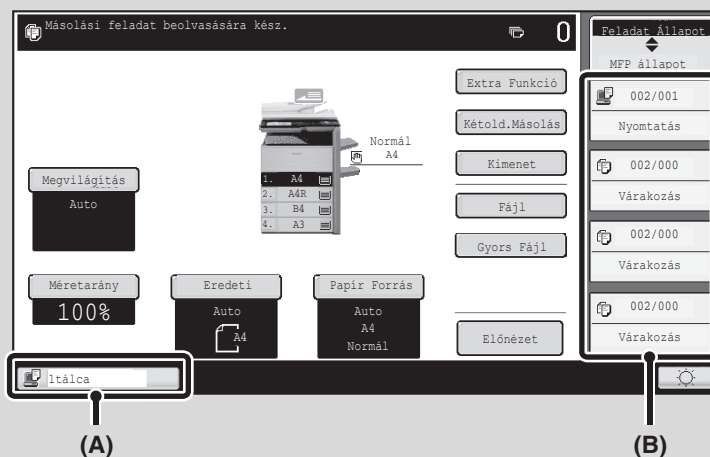 Másolási feladat beolvasására kész.
0
Feladat Állapot
MFP állapot
002/001
Nyomtatás
002/000
Várakozás
002/000
Várakozás
002/000
Várakozás
Extra Funkció
Kétold.Másolás
Kimenet
Fájl
Gyors Fájl
Előnézet
Normál
A4
1. A4
2. A4R
3. B4
4. A3
Megvilágítás
Auto
Méretarány
100%
Eredeti
Auto
A4
Papír Forrás
Auto
A4
Normál
1tálca
(A)
(B)